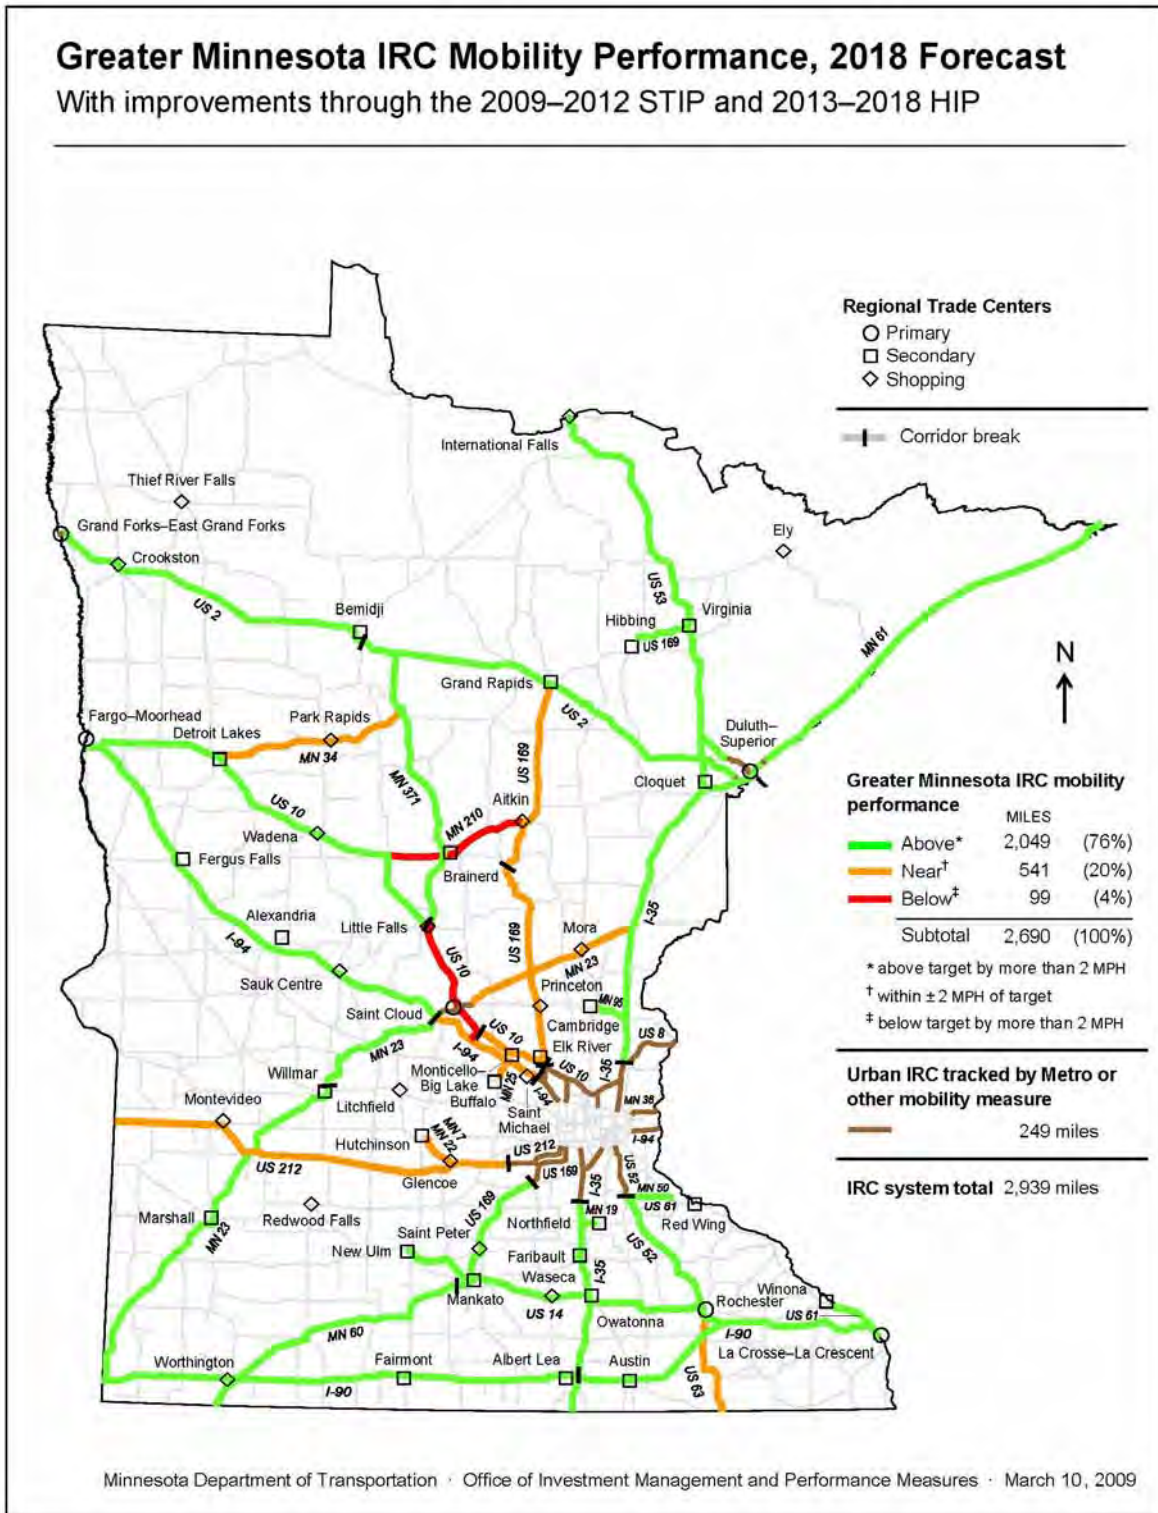 Greater Minnesota IRC Mobility Performance, 2018 Forecast
With improvements through the 2009–2012 STIP and 2013–2018 HIP
Regional Trade Centers
Primary
Secondary
Shopping
Corridor break
International Falls
Thief River Falls
Grand Forks–East Grand Forks
Crookston
Ely
US 2
US 53
Bemidji
Hibbing
Virginia
US 169
MN 61
N
Grand Rapids
US 2
Fargo–Moorhead
Park Rapids
Detroit Lakes
MN 34
Duluth–
Superior
US 169
Cloquet
MN 371
Aitkin
US 10
MN 210
Wadena
Fergus Falls
Brainerd
Greater Minnesota IRC mobility
performance
MILES
Above* 2,049 (76%)
Near† 541 (20%)
Below‡ 99 (4%)
Subtotal 2,690 (100%)
* above target by more than 2 MPH
† within ± 2 MPH of target
‡ below target by more than 2 MPH
Alexandria
Little Falls
I-35
Mora
US 169
I-94
US 10
MN 23
Sauk Centre
Princeton
MN 95
Saint Cloud
Cambridge
US 10
Elk River
US 8
MN 23
I-94
I-35
US 10
Monticello–
Big Lake
Buffalo
MN 25
I-94
Saint
Michael
MN 36
I-94
Willmar
Litchfield
Montevideo
Hutchinson
MN 7
MN 22
US 212
US 169
US 212
Glencoe
I-35
US 52
MN 50
US 61
Red Wing
Urban IRC tracked by Metro or
other mobility measure
249 miles
IRC system total 2,939 miles
Marshall
MN 23
Redwood Falls
US 169
Northfield
MN 19
Saint Peter
New Ulm
Faribault
US 52
Waseca
I-35
Mankato
US 14
Owatonna
Rochester
Winona
US 61
I-90
La Crosse–La Crescent
MN 60
Worthington
Fairmont
Albert Lea
Austin
I-90
US 63
Minnesota Department of Transportation · Office of Investment Management and Performance Measures · March 10, 2009